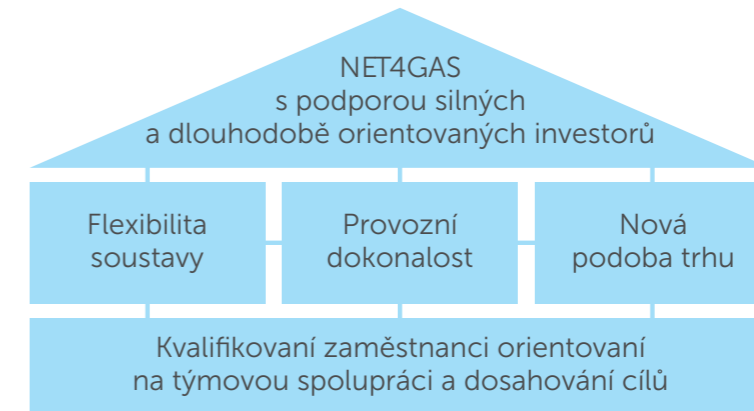 NET4GAS
s podporou silných
a dlouhodobě orientovaných investorů
Flexibilita
soustavy
Provozní
dokonalost
Nová
podoba trhu
Kvalifikovaní zaměstnanci orientovaní
na týmovou spolupráci a dosahování cílů